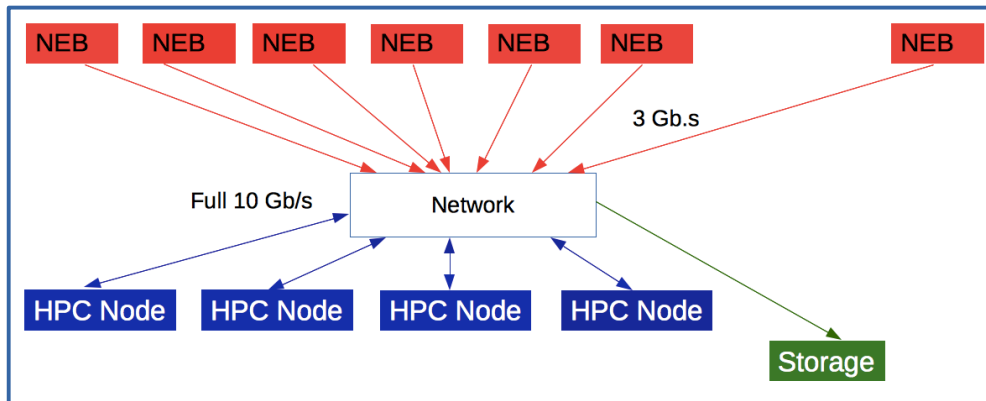 NEB
NEB
NEB
NEB
NEB
NEB
NEB
3 Gb.s
Full 10 Gb/s
Network
HPC Node
HPC Node
HPC Node
HPC Node
Storage